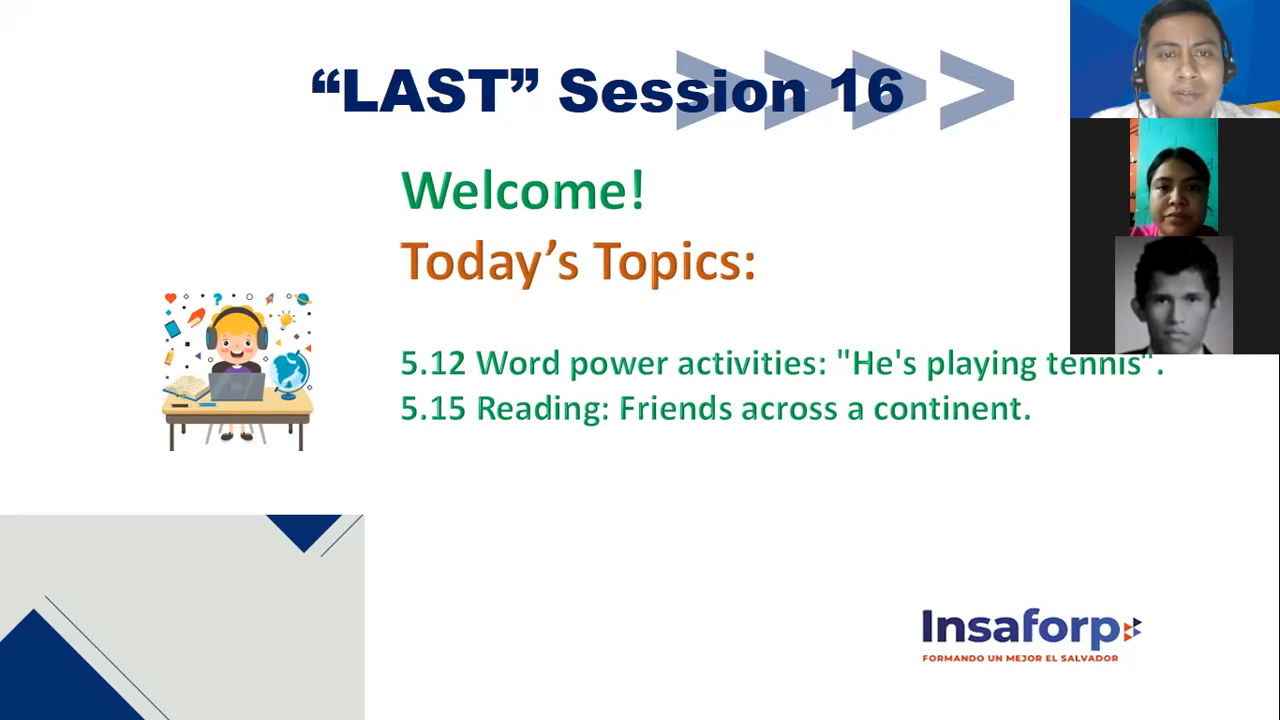 “LAST” Session 16
Welcome!
Today’s Topics:
5.12 Word power activities: "He's playing tennis".
5.15 Reading: Friends across a continent.
Insaforp
FORMANDO UN MEJOR EL SALVADOR